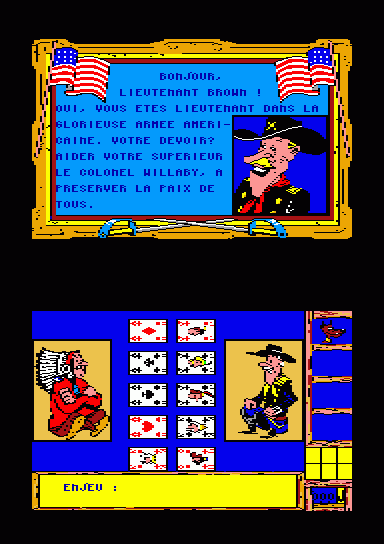 BONJOUR,
LIEUTENANT BROWN !
OUI, VOUS ETES LIEUTENANT DANS LA
GLORIEUSE ARMEE AMERI-
CAINE. VOTRE DEVOIR?
AIDER VOTRE SUPERIEUR
LE COLONEL WILLABY, A
PRESERVER LA PAIX DE
TOUS.
ENJEU :